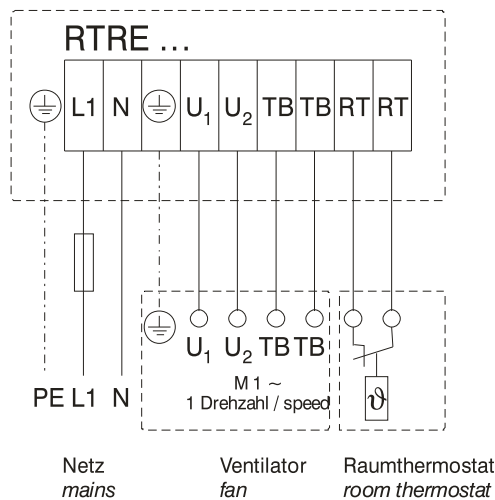 RTRE ...
L1 N U1 U2 TB TB RT RT
U1 U2 TB TB
M 1 ~
1 Drehzahl / speed
ϑ
PE L1 N
Netz Ventilator Raumthermostat
mains fan room thermostat